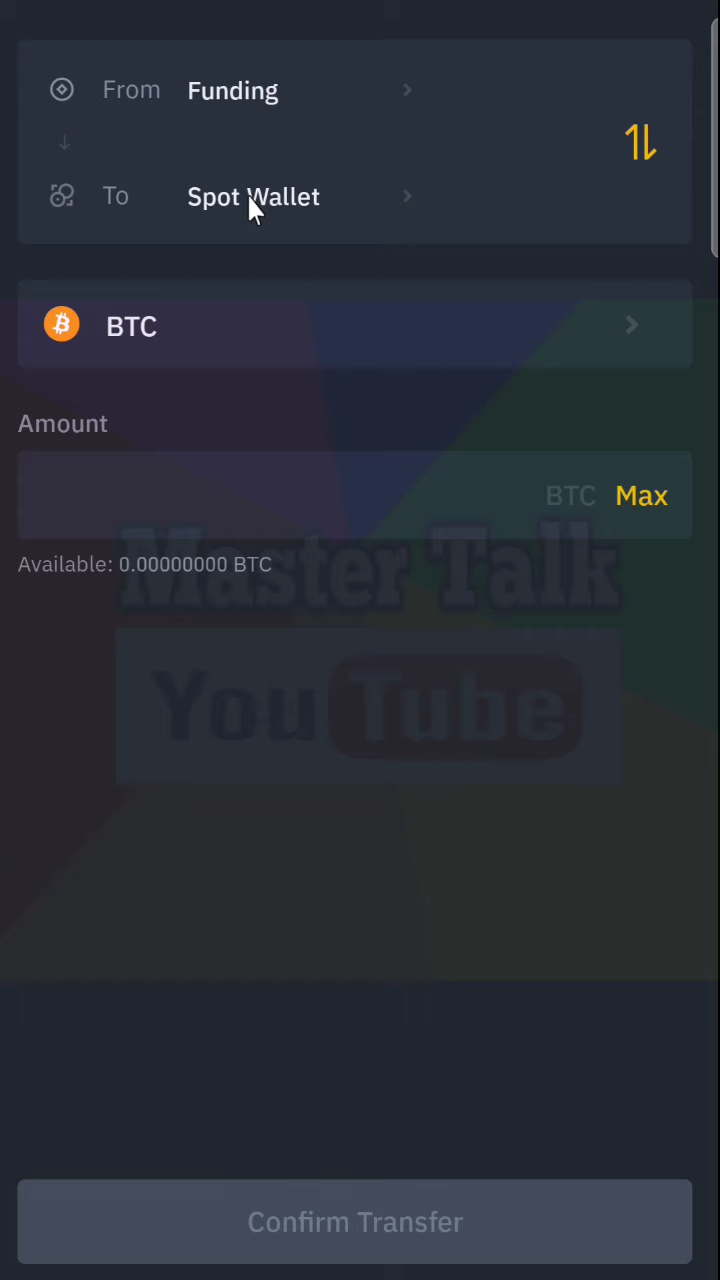 From Funding
To Spot Wallet
BTC
Amount
BTC Max
Available: 0.00000000 BTC
Master Talk
YouTube
Confirm Transfer